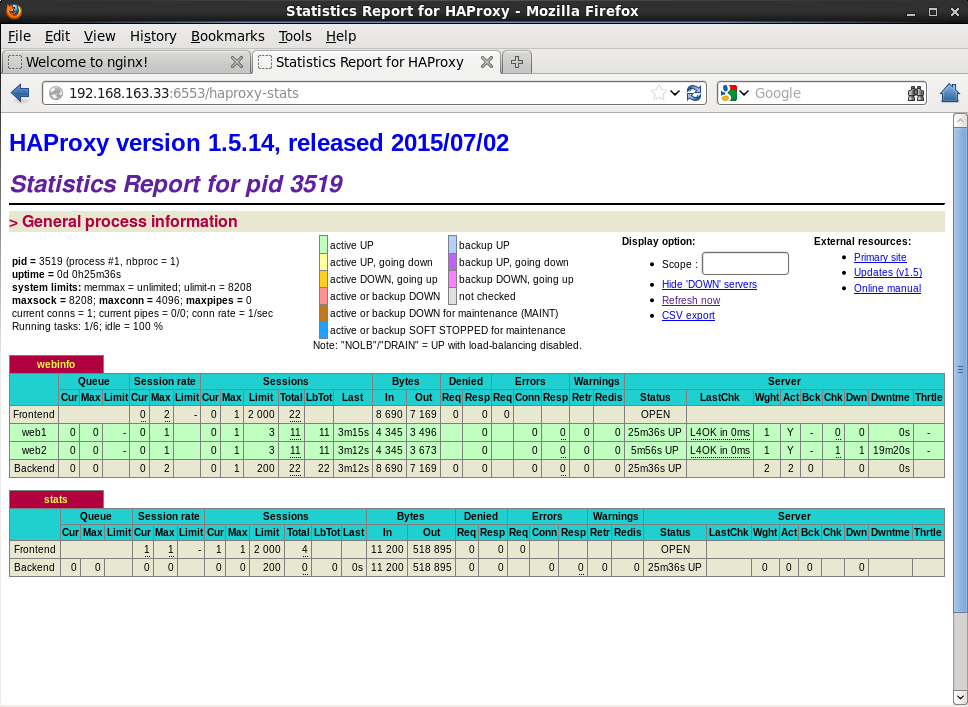 Statistics Report for HAProxy - Mozilla Firefox
File Edit View History Bookmarks Tools Help
Welcome to nginx! Statistics Report for HAProxy
192.168.163.33:6553/haproxy-stats Google
HAProxy version 1.5.14, released 2015/07/02
Statistics Report for pid 3519
> General process information
pid = 3519 (process #1, nbproc = 1)
uptime = 0d 0h25m36s
system limits: memmax = unlimited; ulimit-n = 8208
maxsock = 8208; maxconn = 4096; maxpipes = 0
current conns = 1; current pipes = 0/0; conn rate = 1/sec
Running tasks: 1/6; idle = 100 %
active UP backup UP
active UP, going down backup UP, going down
active DOWN, going up backup DOWN, going up
active or backup DOWN not checked
active or backup DOWN for maintenance (MAINT)
active or backup SOFT STOPPED for maintenance
Note: "NOLB"/"DRAIN" = UP with load-balancing disabled.
Display option:
Scope :
Hide 'DOWN' servers
Refresh now
CSV export
External resources:
Primary site
Updates (v1.5)
Online manual
webinfo
Queue Session rate Sessions Bytes Denied Errors Warnings Server
Cur Max Limit Cur Max Limit Cur Max Limit Total LbTot Last In Out Req Resp Req Conn Resp Retr Redis Status LastChk Wght Act Bck Chk Dwn Dwntme Thrtle
Frontend 0 2 - 0 1 2 000 22 8 690 7 169 0 0 0 OPEN
web1 0 0 - 0 1 0 1 3 11 11 3m15s 4 345 3 496 0 0 0 0 0 25m36s UP L4OK in 0ms 1 Y - 0 0 0s -
web2 0 0 - 0 1 0 1 3 11 11 3m12s 4 345 3 673 0 0 0 0 0 5m56s UP L4OK in 0ms 1 Y - 1 1 19m20s -
Backend 0 0 0 2 0 1 200 22 22 3m12s 8 690 7 169 0 0 0 0 0 0 25m36s UP 2 2 0 0 0s
stats
Queue Session rate Sessions Bytes Denied Errors Warnings Server
Cur Max Limit Cur Max Limit Cur Max Limit Total LbTot Last In Out Req Resp Req Conn Resp Retr Redis Status LastChk Wght Act Bck Chk Dwn Dwntme Thrtle
Frontend 1 1 - 1 1 2 000 4 11 200 518 895 0 0 0 OPEN
Backend 0 0 0 0 0 0 200 0 0 0s 11 200 518 895 0 0 0 0 0 0 25m36s UP 0 0 0 0